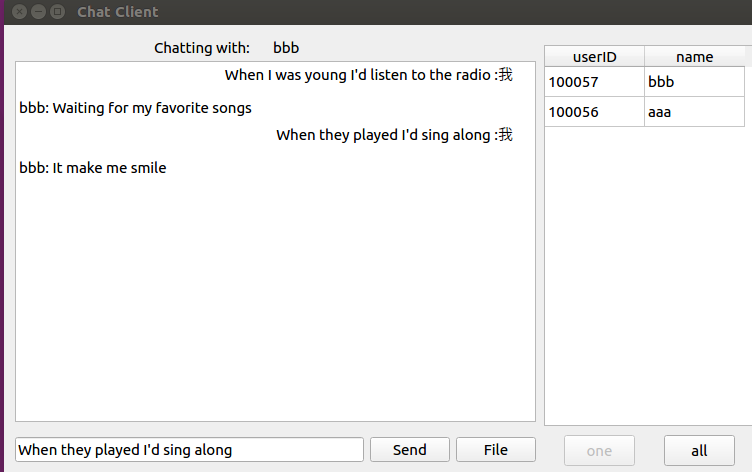 Chat Client
Chatting with: bbb
When I was young I'd listen to the radio :我
bbb: Waiting for my favorite songs
When they played I'd sing along :我
bbb: It make me smile
When they played I'd sing along
Send
File
userID name
100057 bbb
100056 aaa
one
all